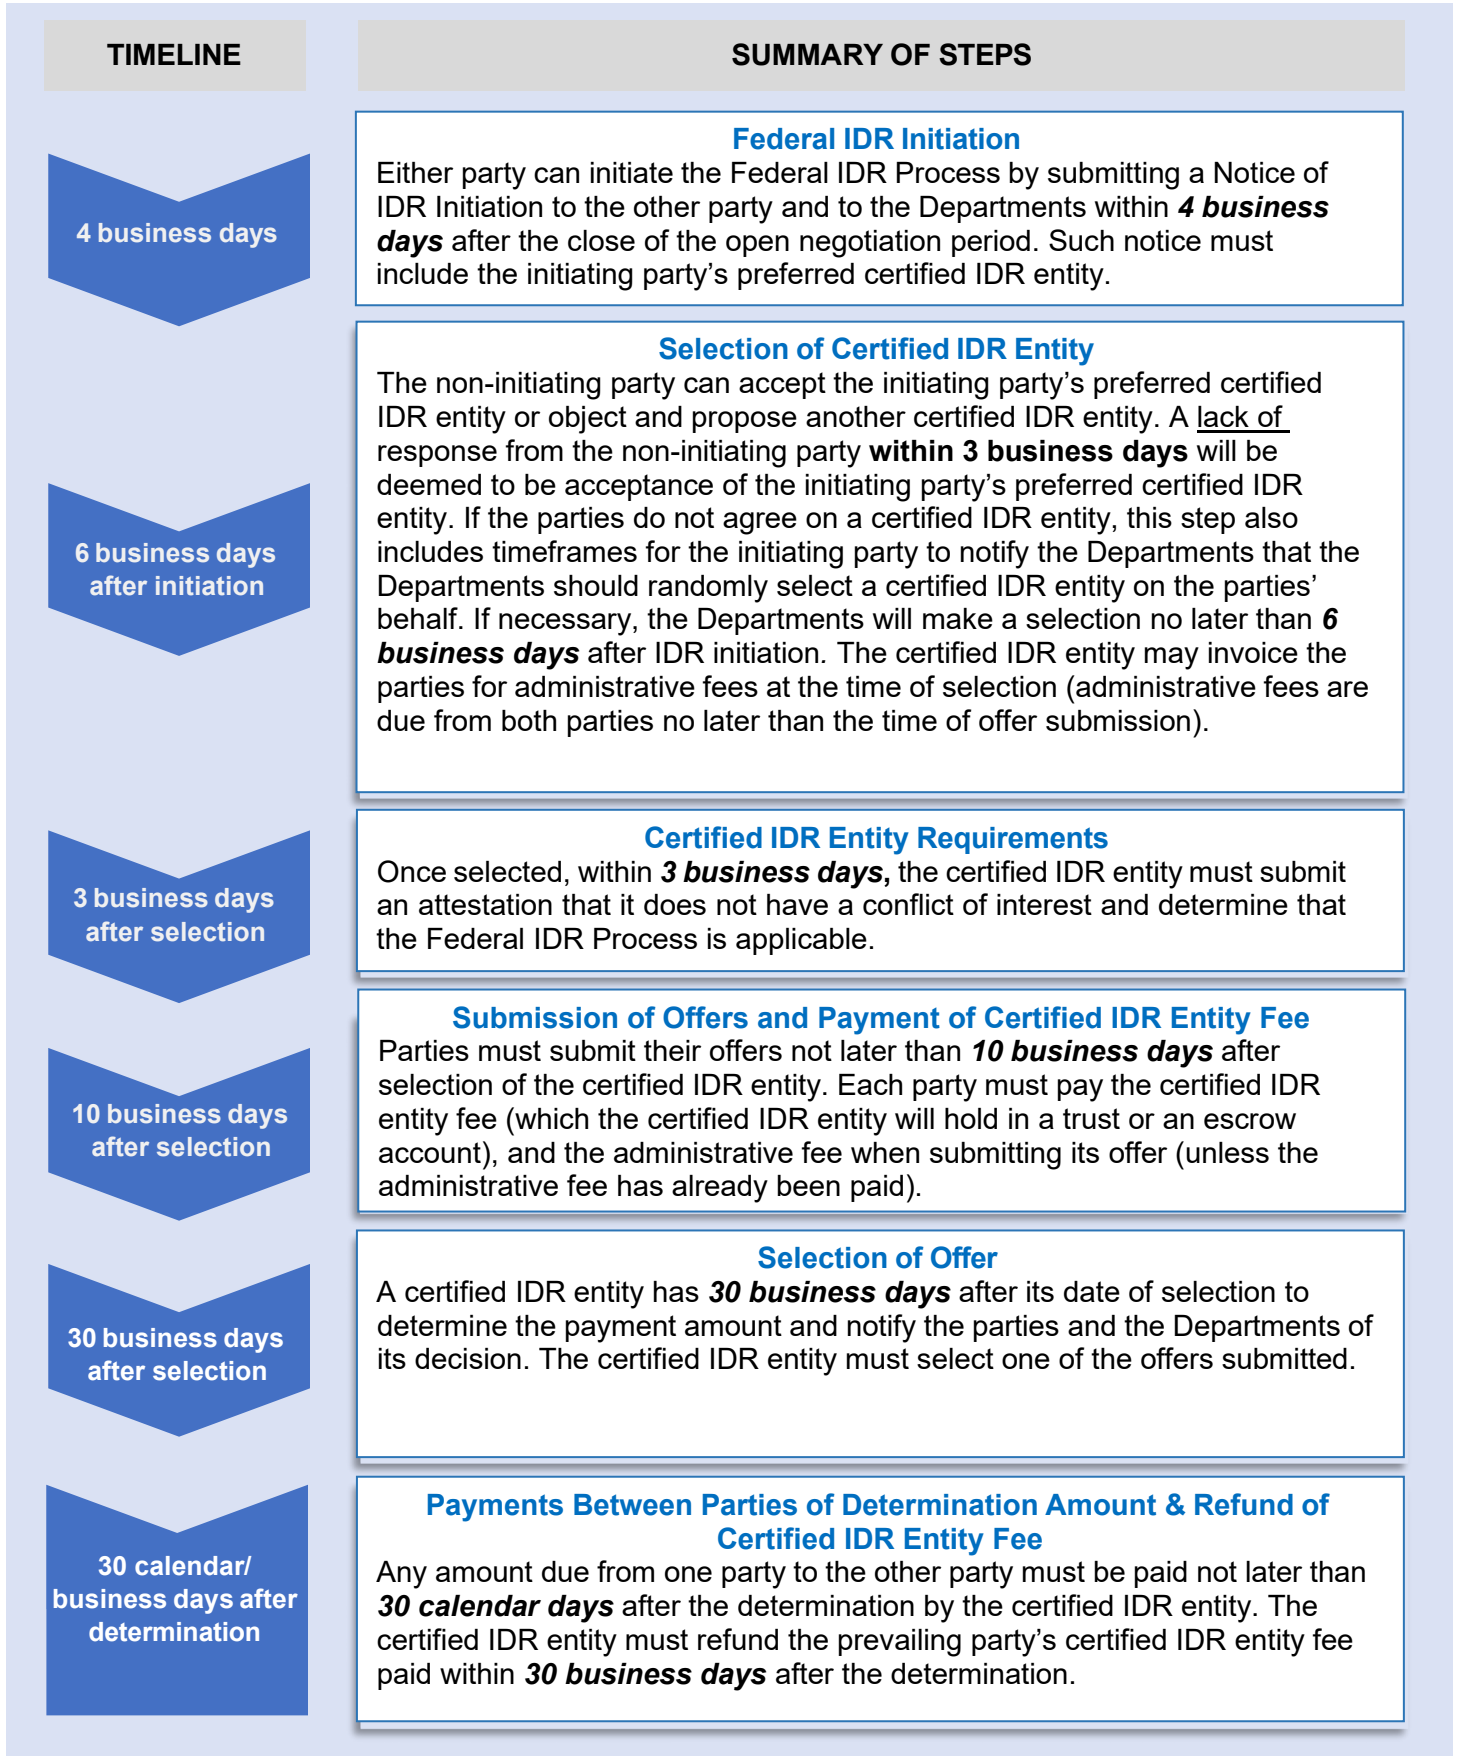 TIMELINE
SUMMARY OF STEPS
4 business days
Federal IDR Initiation
Either party can initiate the Federal IDR Process by submitting a Notice of
IDR Initiation to the other party and to the Departments within 4 business
days after the close of the open negotiation period. Such notice must
include the initiating party’s preferred certified IDR entity.
6 business days
after initiation
Selection of Certified IDR Entity
The non-initiating party can accept the initiating party’s preferred certified
IDR entity or object and propose another certified IDR entity. A lack of
response from the non-initiating party within 3 business days will be
deemed to be acceptance of the initiating party’s preferred certified IDR
entity. If the parties do not agree on a certified IDR entity, this step also
includes timeframes for the initiating party to notify the Departments that the
Departments should randomly select a certified IDR entity on the parties’
behalf. If necessary, the Departments will make a selection no later than 6
business days after IDR initiation. The certified IDR entity may invoice the
parties for administrative fees at the time of selection (administrative fees are
due from both parties no later than the time of offer submission).
3 business days
after selection
Certified IDR Entity Requirements
Once selected, within 3 business days, the certified IDR entity must submit
an attestation that it does not have a conflict of interest and determine that
the Federal IDR Process is applicable.
10 business days
after selection
Submission of Offers and Payment of Certified IDR Entity Fee
Parties must submit their offers not later than 10 business days after
selection of the certified IDR entity. Each party must pay the certified IDR
entity fee (which the certified IDR entity will hold in a trust or an escrow
account), and the administrative fee when submitting its offer (unless the
administrative fee has already been paid).
30 business days
after selection
Selection of Offer
A certified IDR entity has 30 business days after its date of selection to
determine the payment amount and notify the parties and the Departments of
its decision. The certified IDR entity must select one of the offers submitted.
30 calendar/
business days after
determination
Payments Between Parties of Determination Amount & Refund of
Certified IDR Entity Fee
Any amount due from one party to the other party must be paid not later than
30 calendar days after the determination by the certified IDR entity. The
certified IDR entity must refund the prevailing party’s certified IDR entity fee
paid within 30 business days after the determination.